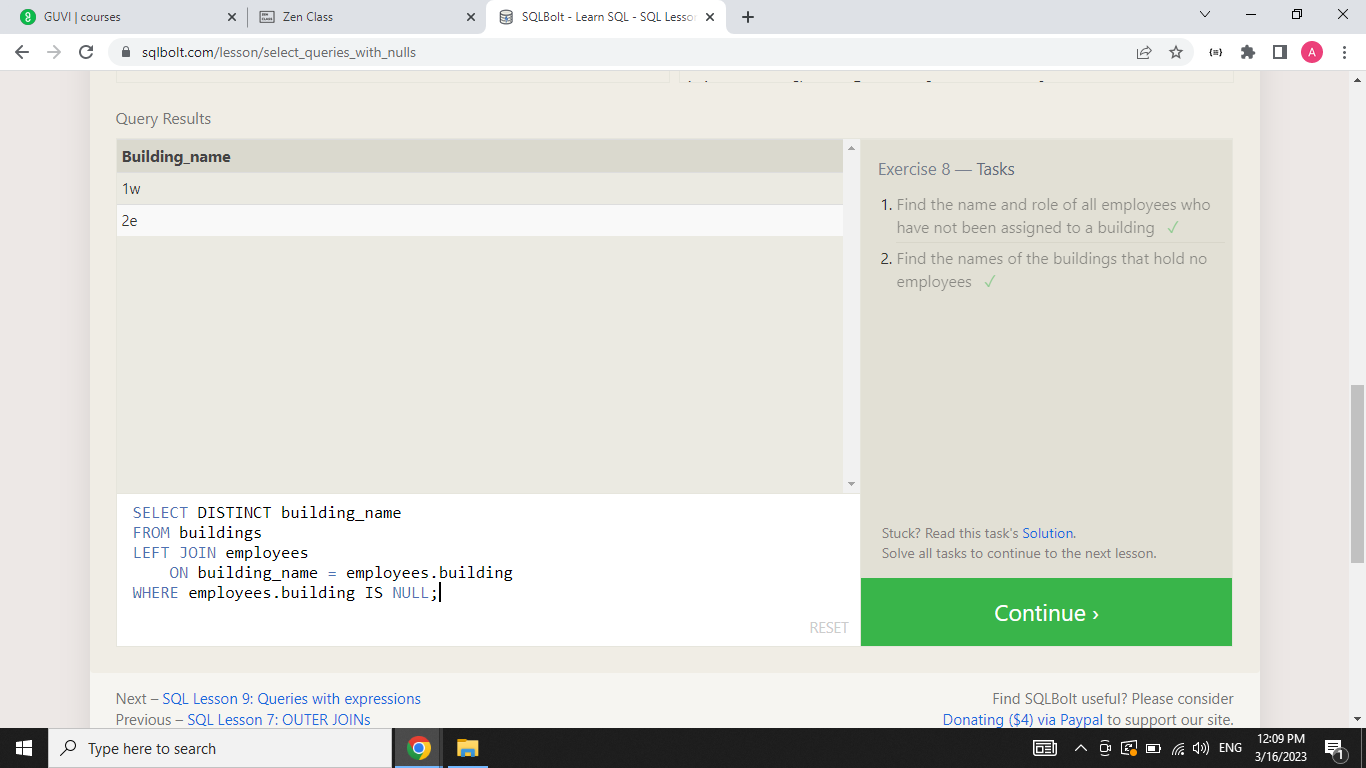 GUVI | courses
Zen Class
SQLBolt - Learn SQL - SQL Lesso
sqlbolt.com/lesson/select_queries_with_nulls
A
Query Results
Building_name
1w
2e
Exercise 8 — Tasks
1. Find the name and role of all employees who
have not been assigned to a building ✓
2. Find the names of the buildings that hold no
employees ✓
SELECT DISTINCT building_name
FROM buildings
LEFT JOIN employees
ON building_name = employees.building
WHERE employees.building IS NULL;
RESET
Stuck? Read this task's Solution.
Solve all tasks to continue to the next lesson.
Continue ›
Next – SQL Lesson 9: Queries with expressions
Previous – SQL Lesson 7: OUTER JOINs
Find SQLBolt useful? Please consider
Donating ($4) via Paypal to support our site.
Type here to search
ENG
12:09 PM
3/16/2023
1